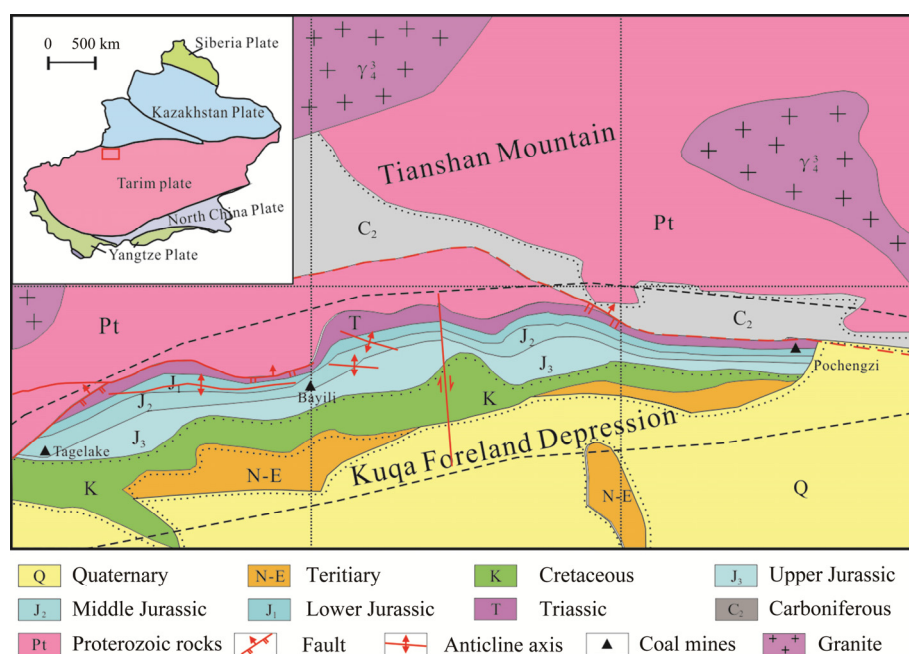 0 500 km
Siberia Plate
Kazakhstan Plate
Tarim plate
North China Plate
Yangtze Plate
γ₄³
Tianshan Mountain
γ₄³
C₂
Pt
Pt
T
J₂
C₂
J₃
Pochengzi
J₁
J₂
Bayili
K
J₃
Tagelake
Kuqa Foreland Depression
K
N-E
N-E
Q
Q Quaternary N-E Teritiary K Cretaceous J₃ Upper Jurassic
J₂ Middle Jurassic J₁ Lower Jurassic T Triassic C₂ Carboniferous
Pt Proterozoic rocks Fault Anticline axis Coal mines Granite